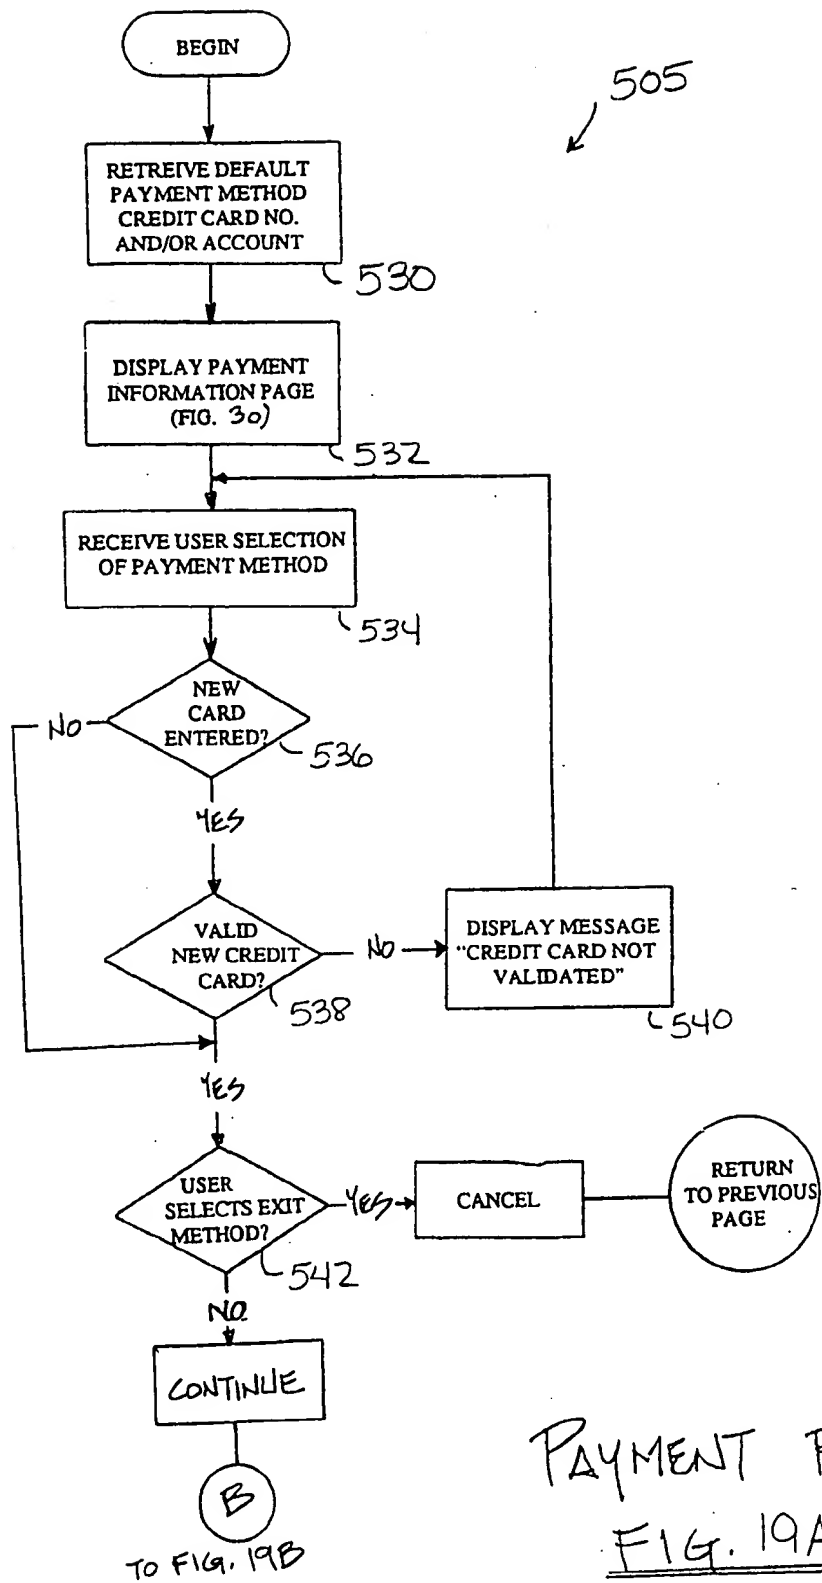 BEGIN
505
RETREIVE DEFAULT
PAYMENT METHOD
CREDIT CARD NO.
AND/OR ACCOUNT
530
DISPLAY PAYMENT
INFORMATION PAGE
(FIG. 30)
532
RECEIVE USER SELECTION
OF PAYMENT METHOD
534
NEW
CARD
ENTERED?
NO
536
YES
VALID
NEW CREDIT
CARD?
NO
538
DISPLAY MESSAGE
"CREDIT CARD NOT
VALIDATED"
540
YES
USER
SELECTS EXIT
METHOD?
YES
542
CANCEL
RETURN
TO PREVIOUS
PAGE
NO
CONTINUE
B
TO FIG. 19B
PAYMENT
FIG. 19A